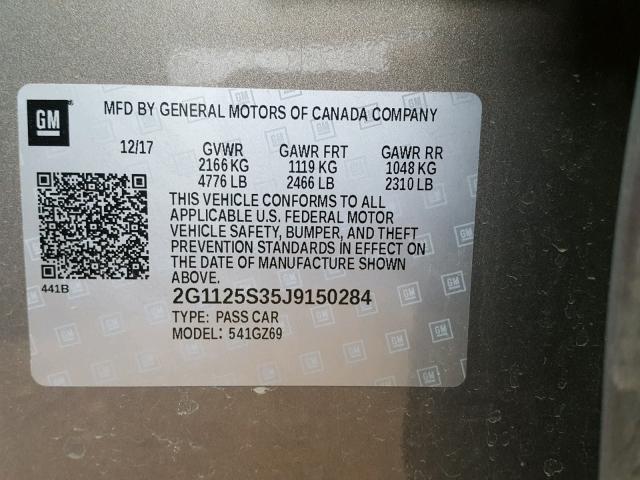 GM
MFD BY GENERAL MOTORS OF CANADA COMPANY
12/17 GVWR GAWR FRT GAWR RR
2166 KG 1119 KG 1048 KG
4776 LB 2466 LB 2310 LB
THIS VEHICLE CONFORMS TO ALL
APPLICABLE U.S. FEDERAL MOTOR
VEHICLE SAFETY, BUMPER, AND THEFT
PREVENTION STANDARDS IN EFFECT ON
THE DATE OF MANUFACTURE SHOWN
ABOVE.
441B
2G1125S35J9150284
TYPE: PASS CAR
MODEL: 541GZ69